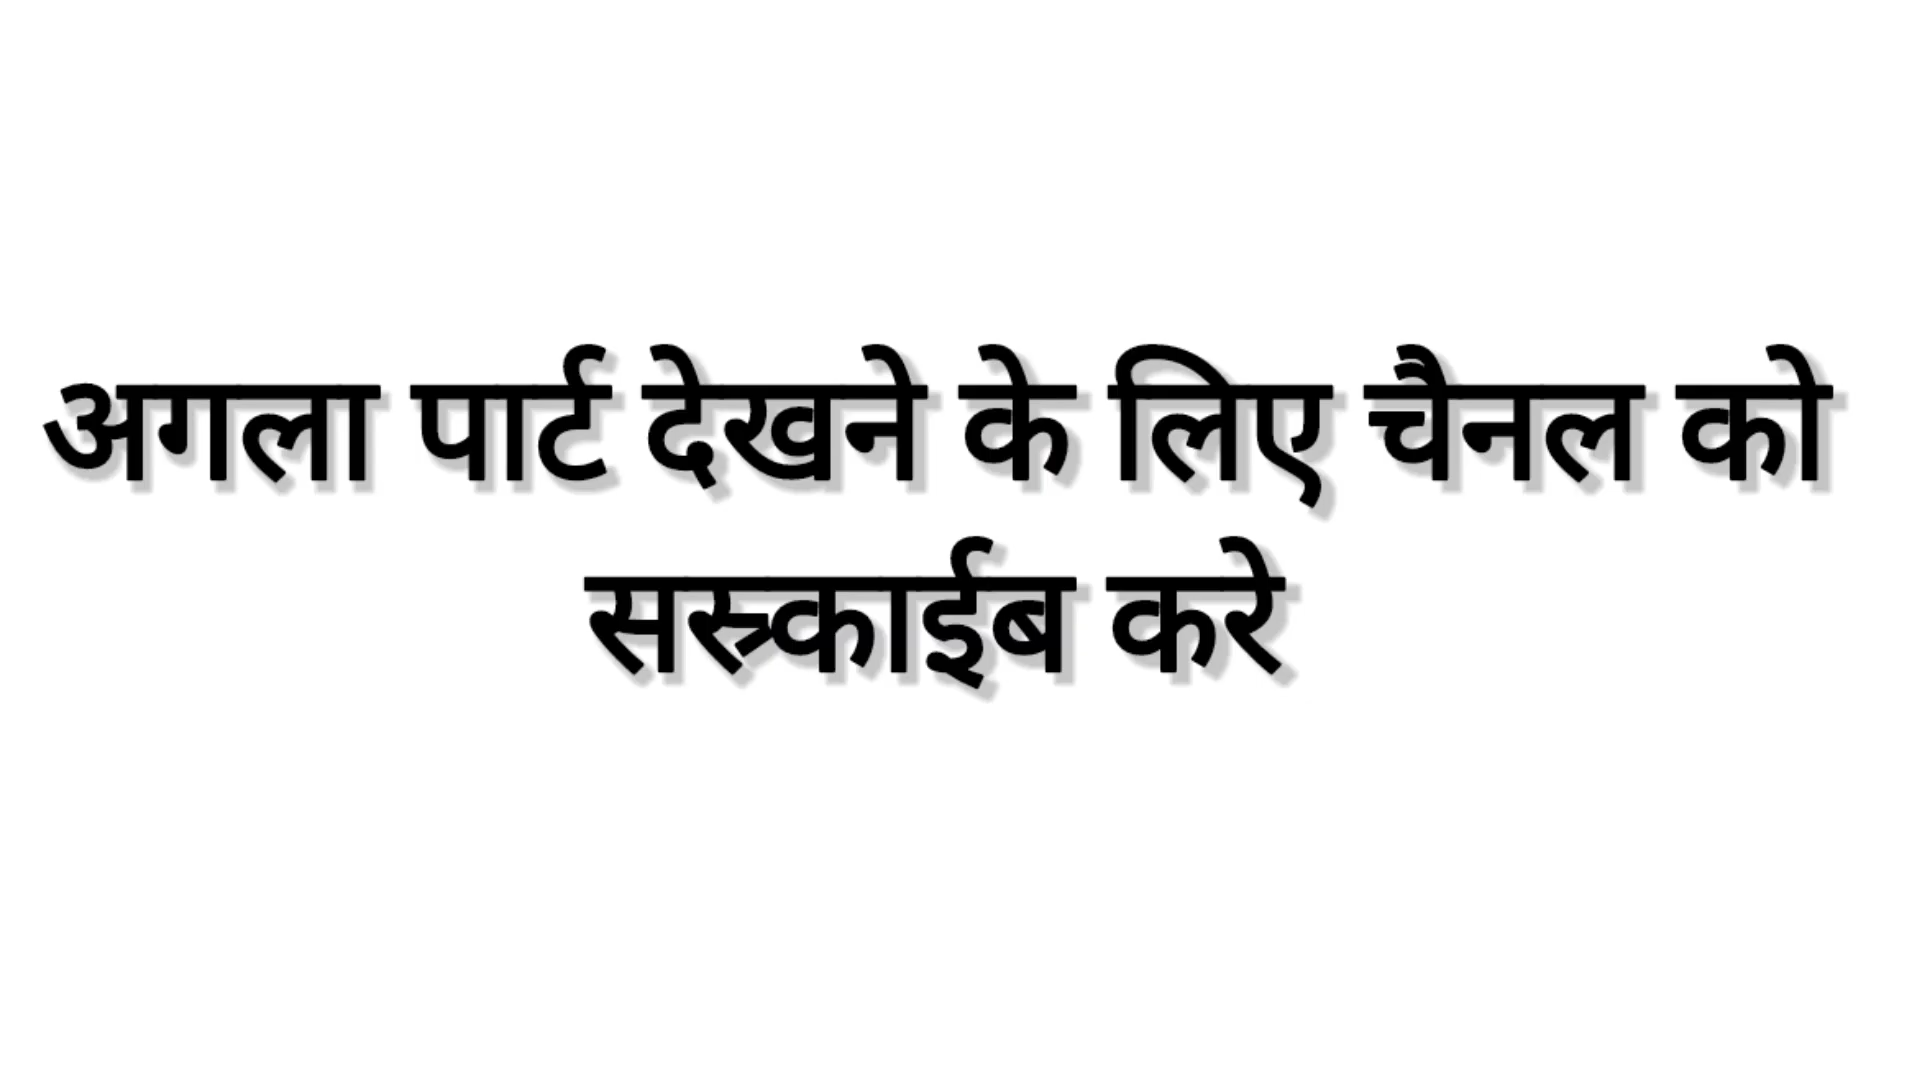 अगला पार्ट देखने के लिए चैनल को
सस्र्काईब करे